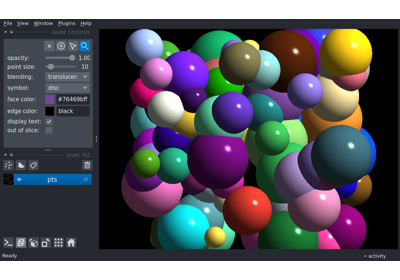 File View Window Plugins Help
layer controls
opacity: 1.00
point size: 10
blending: translucen
symbol: disc
face color: #76469bff
edge color: black
display text:
out of slice:
layer list
pts
Ready
activity